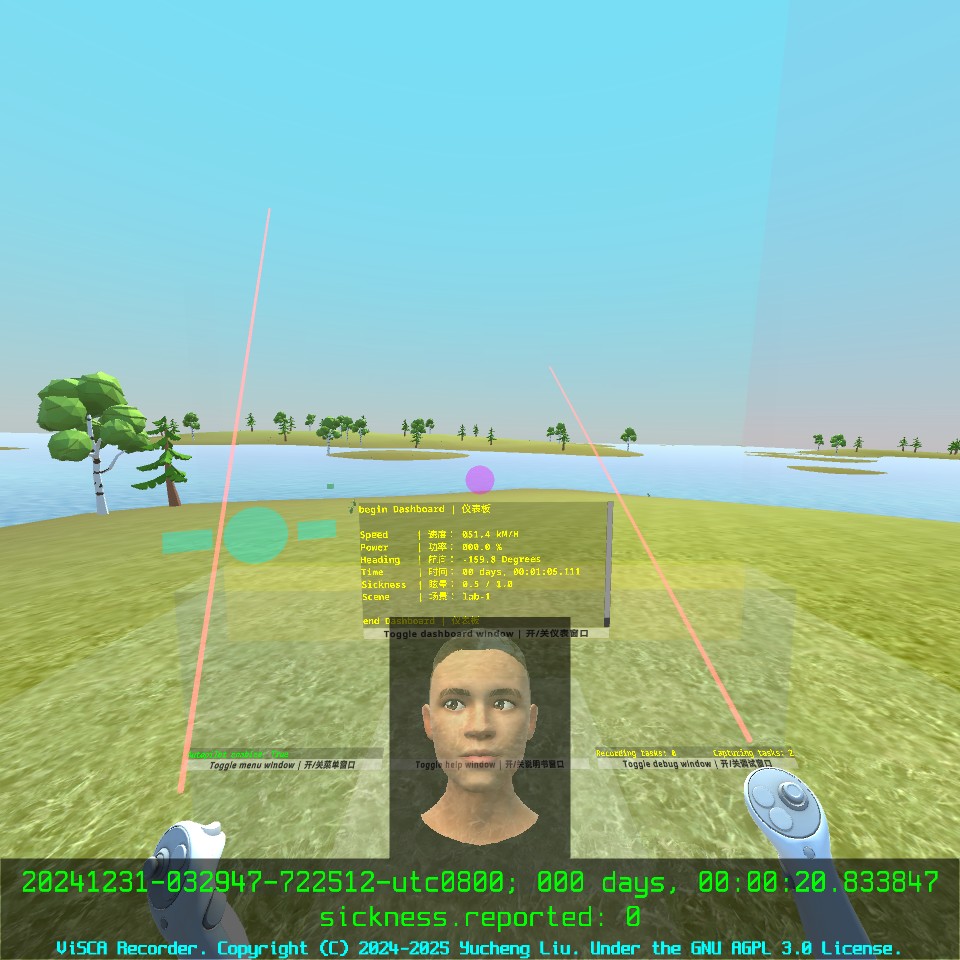 begin Dashboard | 仪表板
Speed | 速度： 051.4 kM/H
Power | 功率： 000.0 %
Heading | 航向： -159.8 Degrees
Time | 时间： 00 days, 00:01:05.111
Sickness | 眩晕： 0.5 / 1.0
Scene | 场景： lab-1
end Dashboard | 仪表板
Toggle dashboard window | 开/关仪表窗口
Recording tasks: 0 Capturing tasks: 2
Toggle menu window | 开/关菜单窗口
Toggle help window | 开/关说明书窗口
Toggle debug window | 开/关调试窗口
20241231-032947-722512-utc0800; 000 days, 00:00:20.833847
sickness.reported: 0
ViSCA Recorder. Copyright (C) 2024-2025 Yucheng Liu. Under the GNU AGPL 3.0 License.